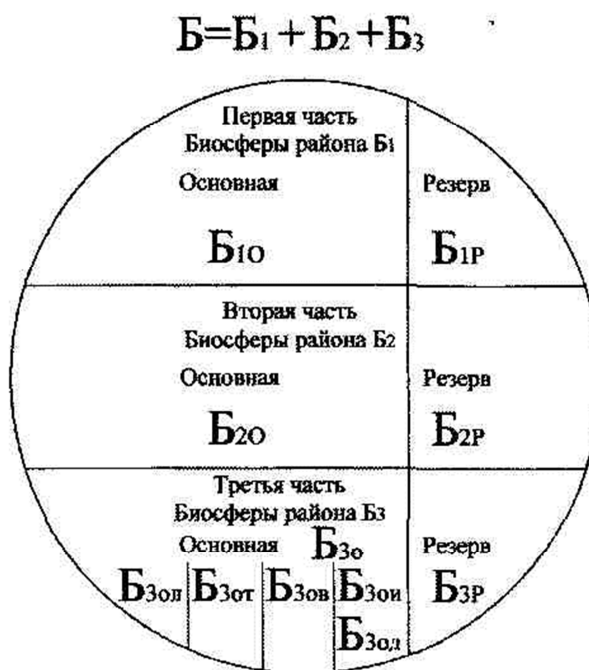 Б=Б1+Б2+Б3
Первая часть
Биосферы района Б1
Основная Резерв
Б1О Б1Р
Вторая часть
Биосферы района Б2
Основная Резерв
Б2О Б2Р
Третья часть
Биосферы района Б3
Основная Б3о Резерв
Б3ол Б3от Б3ов Б3ои Б3Р
Б3ол